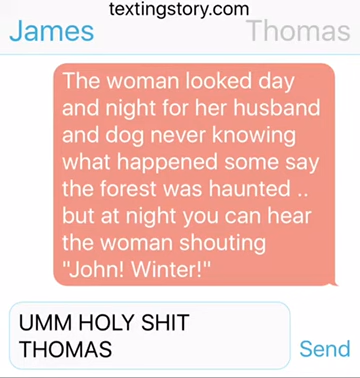 textingstory.com
James Thomas
The woman looked day
and night for her husband
and dog never knowing
what happened some say
the forest was haunted ..
but at night you can hear
the woman shouting
"John! Winter!"
UMM HOLY SHIT
THOMAS
Send